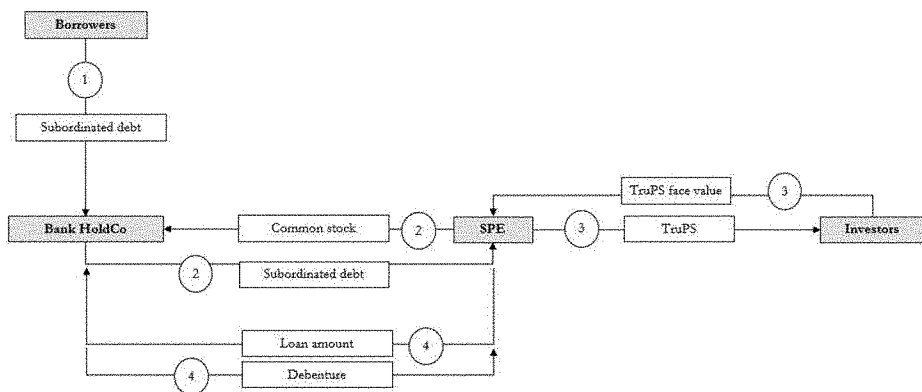 Borrowers
1
Subordinated debt
TruPS face value
3
Bank HoldCo
Common stock
2
SPE
3
TruPS
Investors
2
Subordinated debt
Loan amount
4
4
Debenture